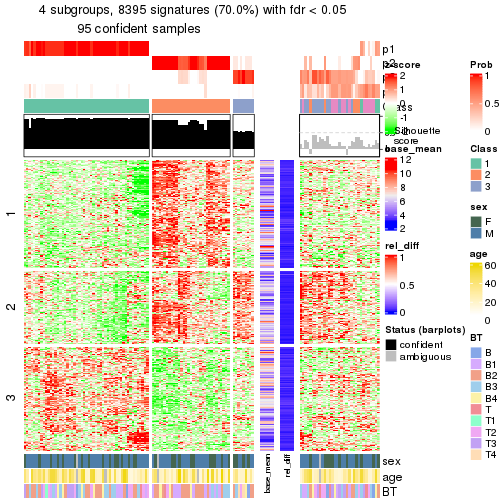 4 subgroups, 8395 signatures (70.0%) with fdr < 0.05
95 confident samples
p1
p2
Class
Silhouette
score
1
2
3
z-score
2
1
0
-1
-2
base_mean
12
10
8
6
4
2
rel_diff
1
0.5
0
Status (barplots)
confident
ambiguous
Prob
1
0.5
0
Class
1
2
3
sex
F
M
age
60
40
20
0
BT
B
B1
B2
B3
B4
T
T1
T2
T3
T4
base_mean
rel_diff
sex
age
BT